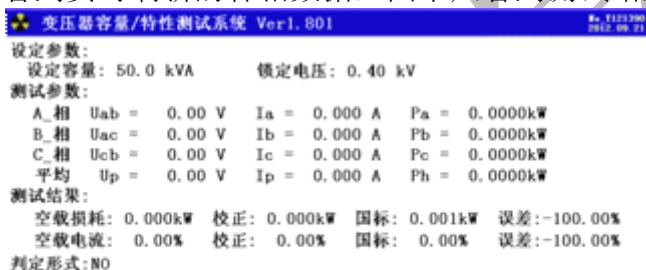 变压器容量/特性测试系统 Ver1.801
No_T121390
2012.09.21
设定参数:
设定容量: 50.0 kVA 锁定电压: 0.40 kV
测试参数:
A_相 Uab = 0.00 V Ia = 0.000 A Pa = 0.0000kW
B_相 Uac = 0.00 V Ib = 0.000 A Pb = 0.0000kW
C_相 Ucb = 0.00 V Ic = 0.000 A Pc = 0.0000kW
平均 Up = 0.00 V Ip = 0.000 A Ph = 0.0000kW
测试结果:
空载损耗: 0.000kW 校正: 0.000kW 国标: 0.001kW 误差:-100.00%
空载电流: 0.00% 校正: 0.00% 国标: 0.00% 误差:-100.00%
判定形式:NO